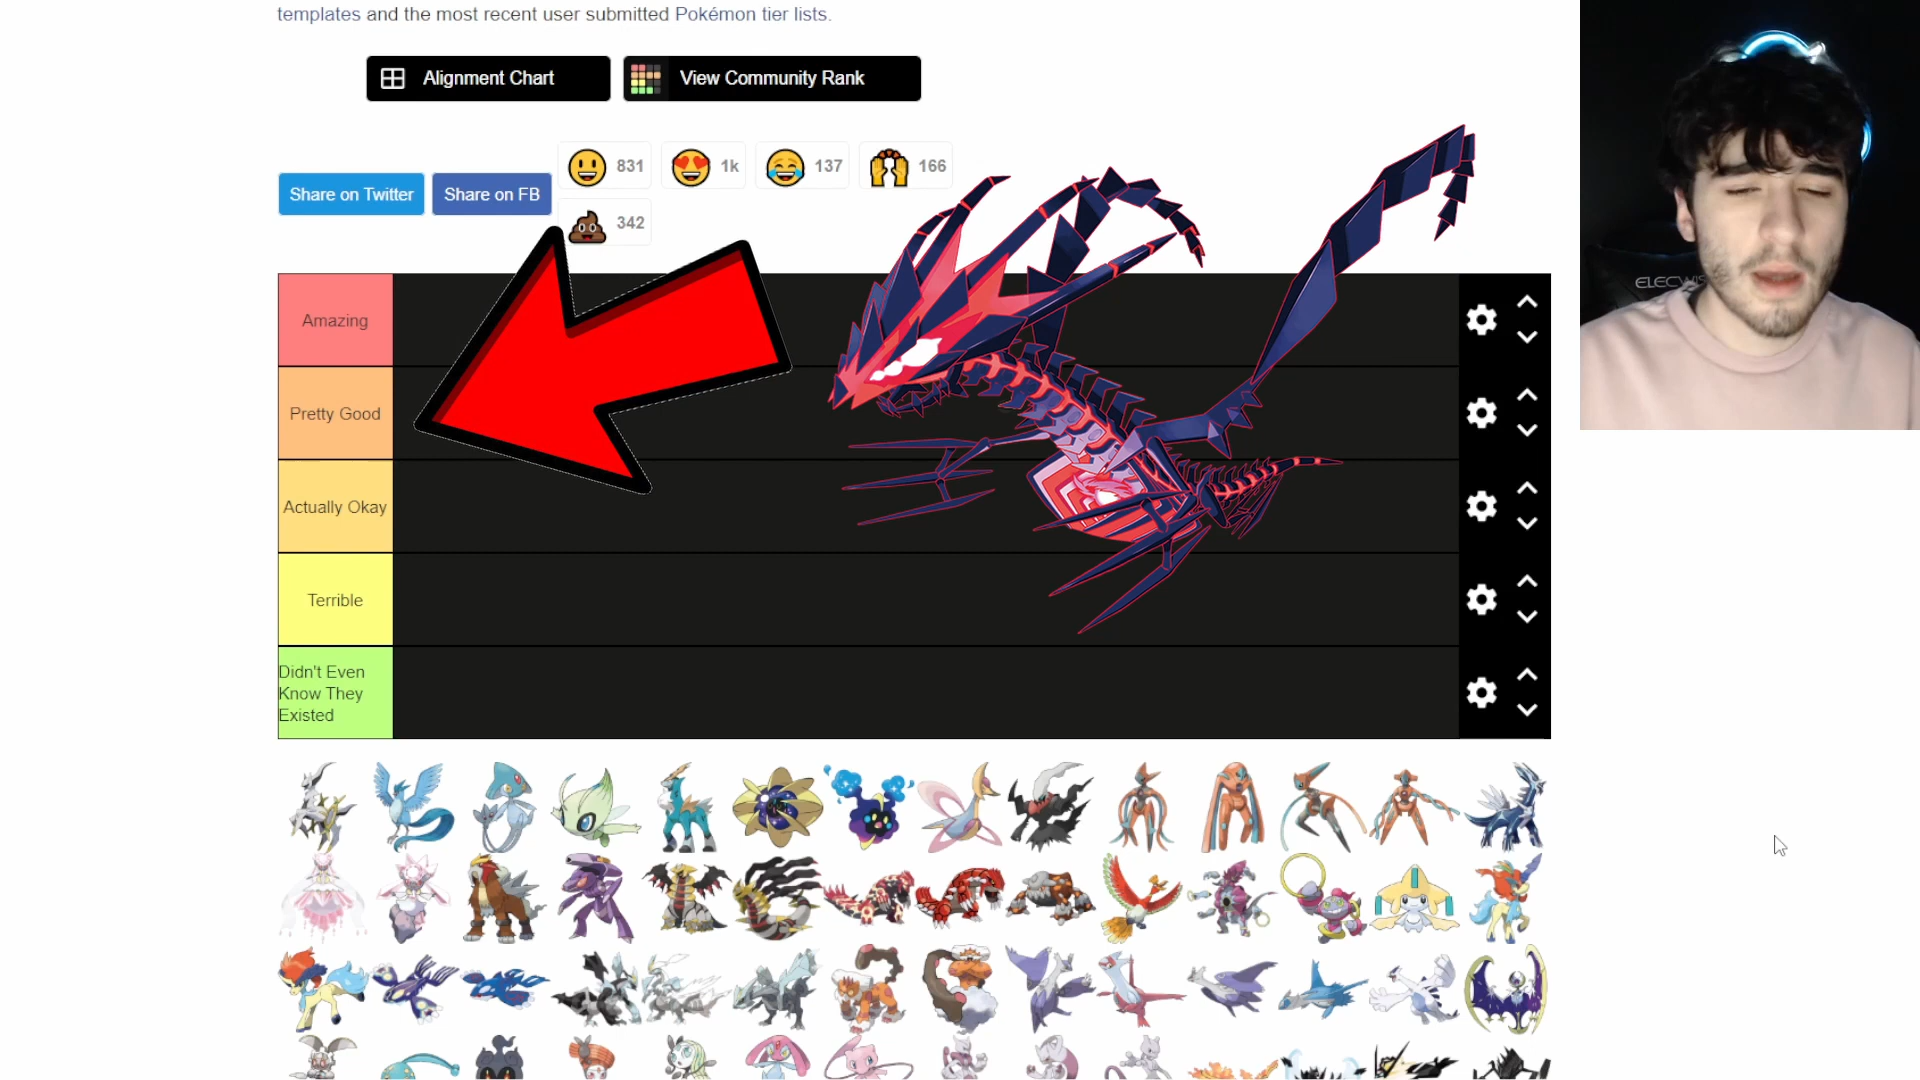 templates and the most recent user submitted Pokémon tier lists.
Alignment Chart
View Community Rank
831
1k
137
166
Share on Twitter
Share on FB
342
Amazing
Pretty Good
Actually Okay
Terrible
Didn't Even
Know They
Existed